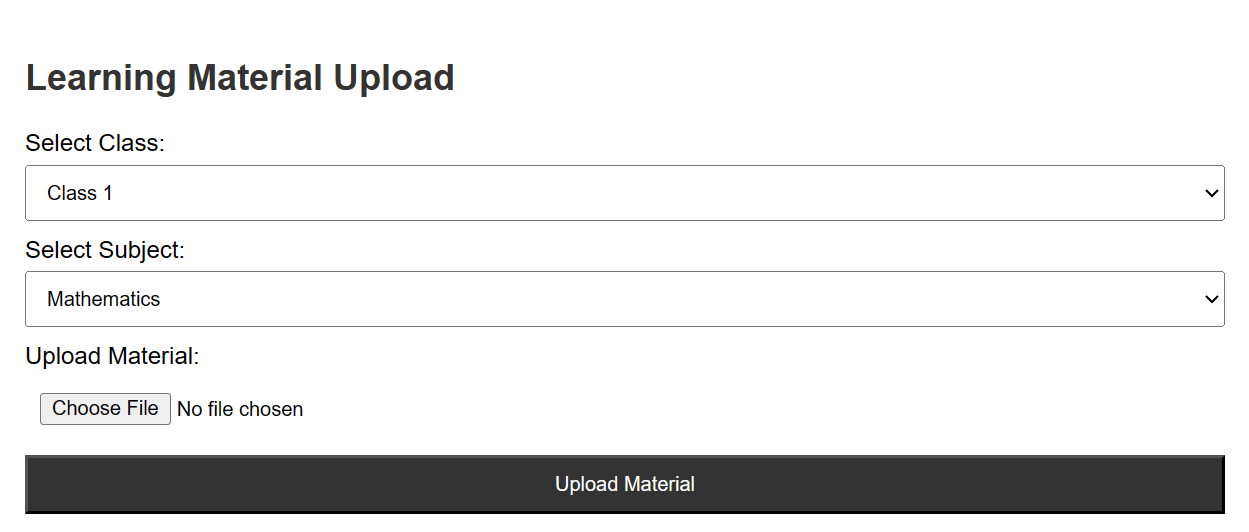 Learning Material Upload
Select Class:
Class 1
Select Subject:
Mathematics
Upload Material:
Choose File No file chosen
Upload Material